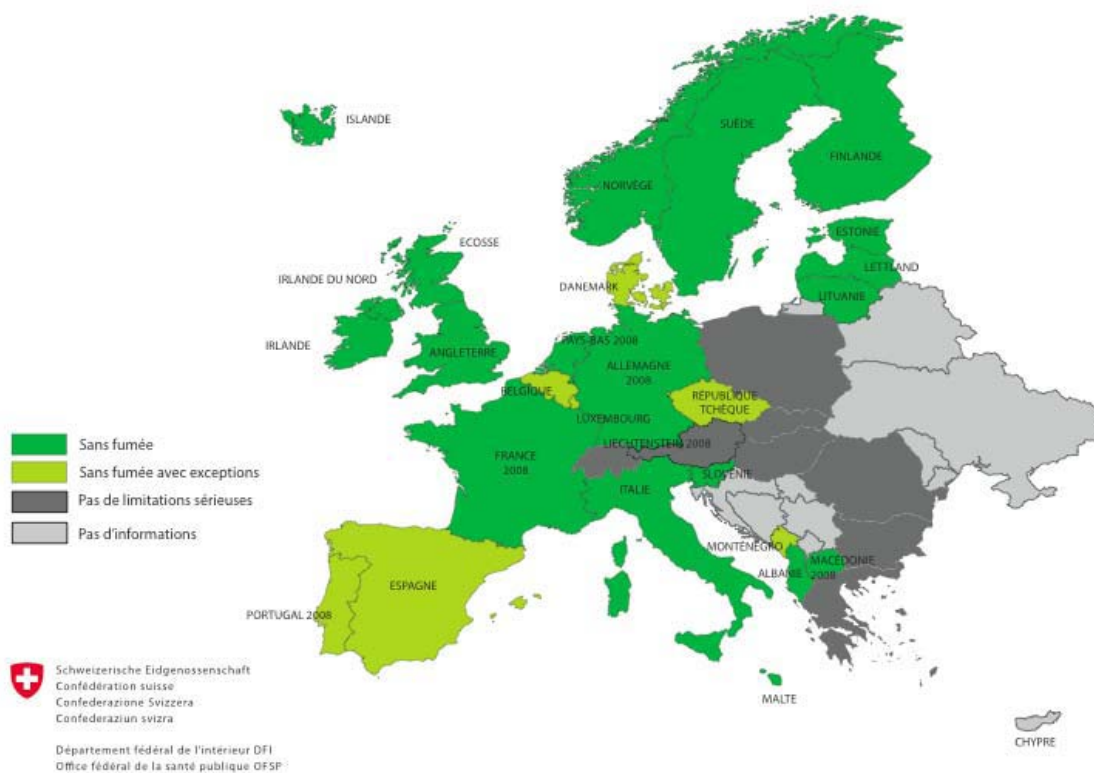 ISLANDE
SUÈDE
FINLANDE
NORVÈGE
ESTONIE
ECOSSE
LETTLAND
IRLANDE DU NORD
DANEMARK
LITUANIE
IRLANDE
PAYS-BAS 2008
ANGLETERRE
ALLEMAGNE
2008
BELGIQUE
RÉPUBLIQUE
TCHÈQUE
LUXEMBOURG
LIECUTENSTEIN 2008
FRANCE
2008
SLOVÉNIE
ITALIE
MONTÉNÉGRO
MACÉDONIE
2008
ALBANIE
ESPAGNE
PORTUGAL 2008
MALTE
CHYPRE
Sans fumée
Sans fumée avec exceptions
Pas de limitations sérieuses
Pas d'informations
Schweizerische Eidgenossenschaft
Confédération suisse
Confederazione Svizzera
Confederaziun svizra
Département fédéral de l'intérieur DFI
Office fédéral de la santé publique OFSP